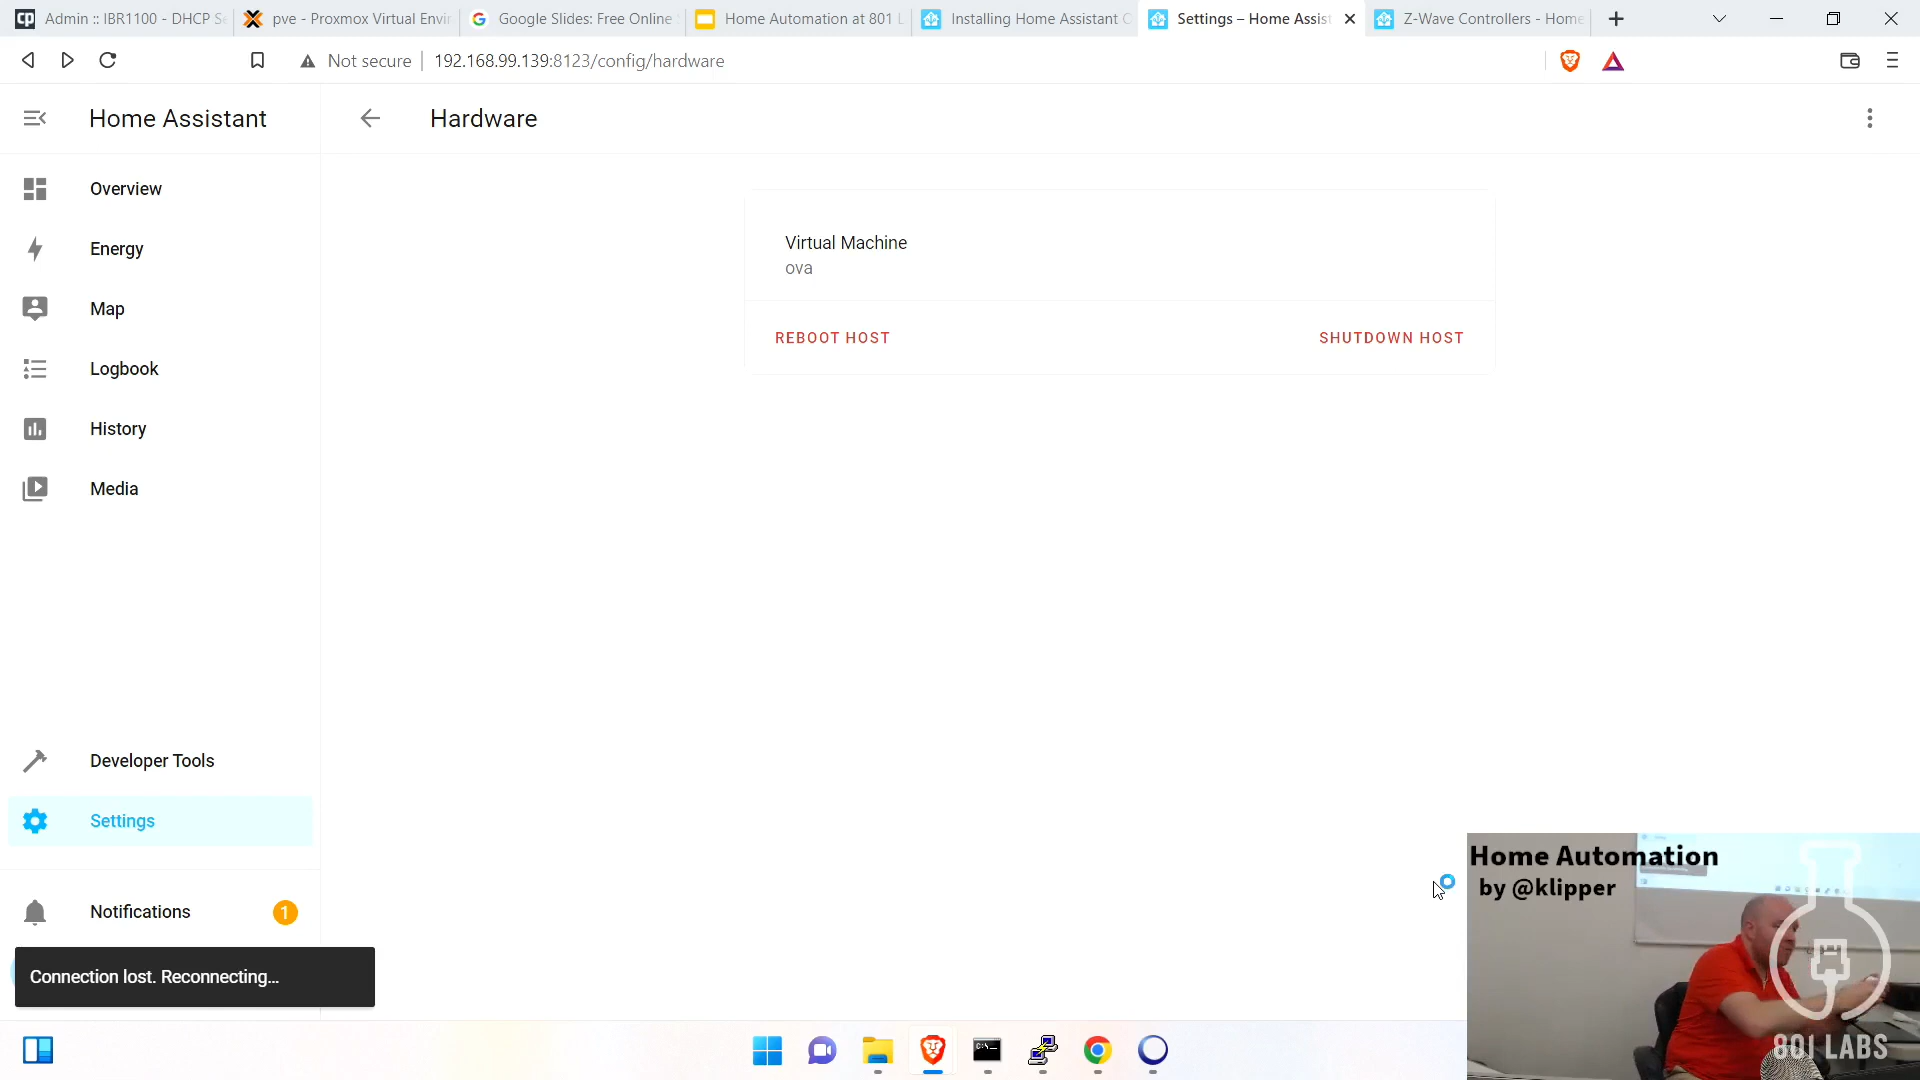 Admin :: IBR1100 - DHCP Se
pve - Proxmox Virtual Envir
Google Slides: Free Online
Home Automation at 801 L
Installing Home Assistant O
Settings – Home Assist
Z-Wave Controllers - Home
Not secure
192.168.99.139:8123/config/hardware
Home Assistant
Hardware
Overview
Energy
Map
Logbook
History
Media
Virtual Machine
ova
REBOOT HOST
SHUTDOWN HOST
Developer Tools
Settings
Notifications
1
Connection lost. Reconnecting...
Home Automation
by @klipper
801 LABS